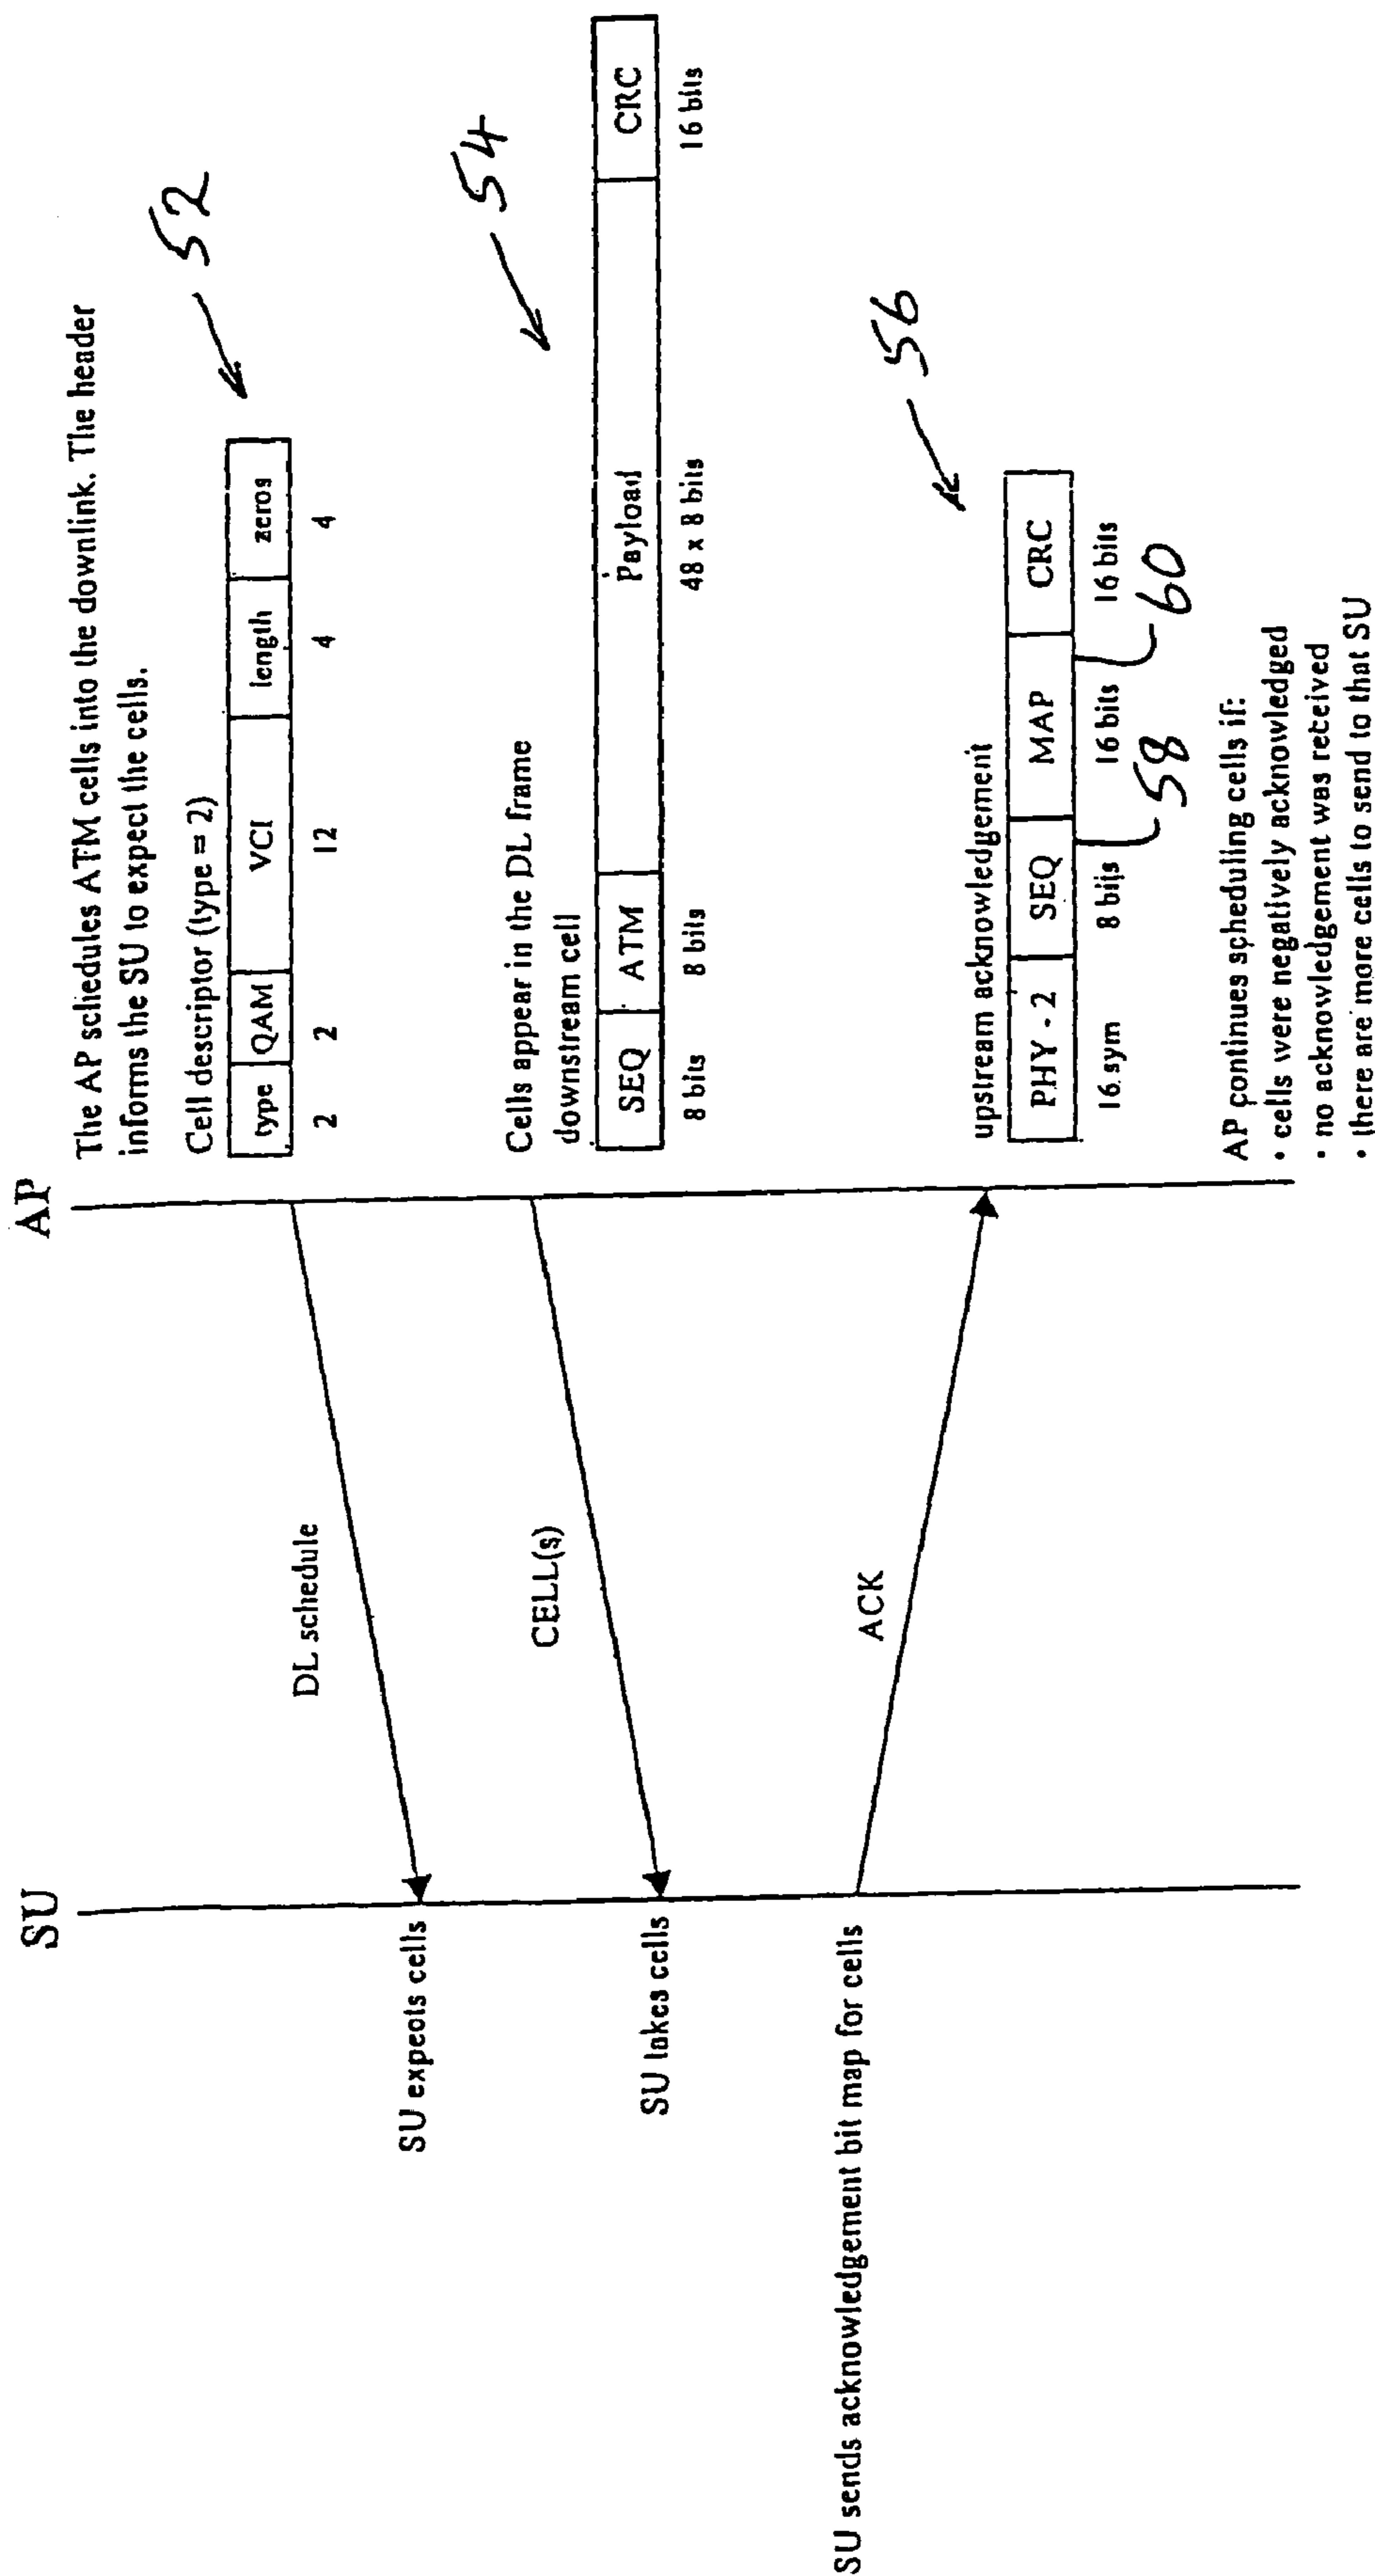 SU
AP
The AP schedules ATM cells into the downlink. The header
informs the SU to expect the cells.
Cell descriptor (type = 2)
52
type QAM VCI length zeros
2 2 12 4 4
DL schedule
SU expects cells
Cells appear in the DL frame
downstream cell
54
SEQ ATM Payload CRC
8 bits 8 bits 48 x 8 bits 16 bits
CELL(s)
SU takes cells
SU sends acknowledgement bit map for cells
ACK
upstream acknowledgement
56
PHY - 2 SEQ MAP CRC
16 sym 8 bits 16 bits 16 bits
58 60
AP continues scheduling cells if:
• cells were negatively acknowledged
• no acknowledgement was received
• there are more cells to send to that SU